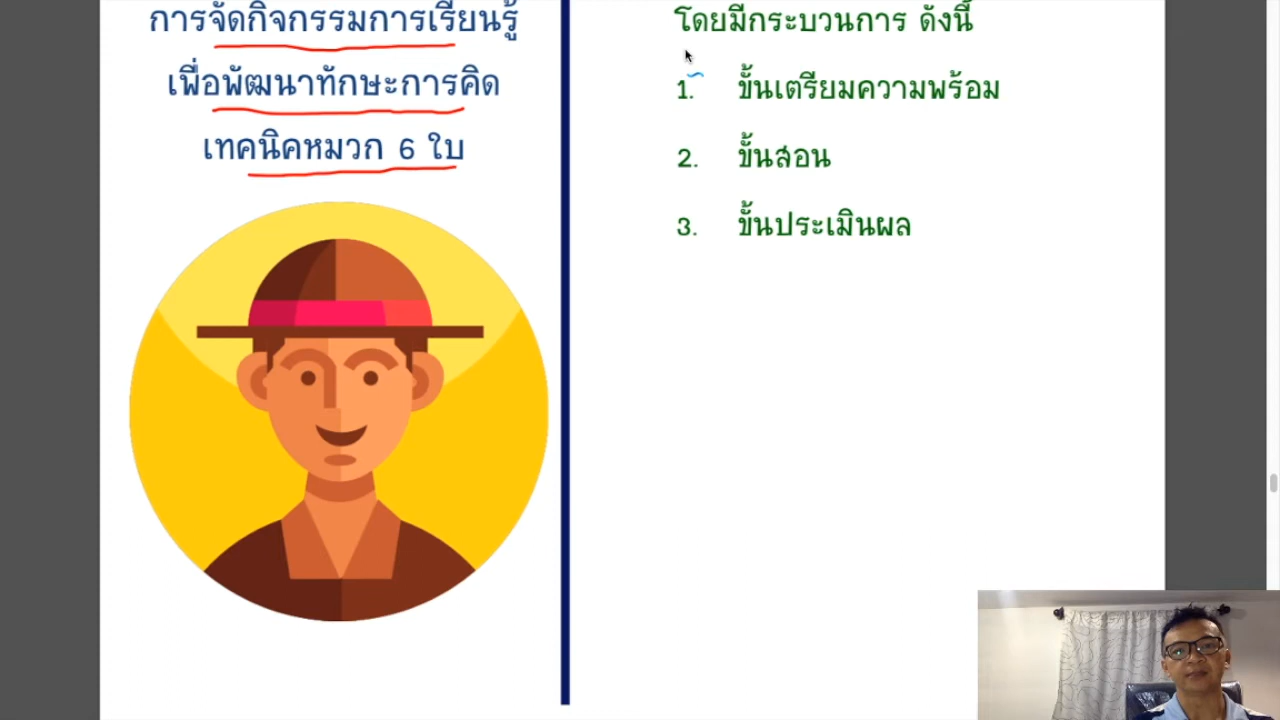 การจัดกิจกรรมการเรียนรู้
เพื่อพัฒนาทักษะการคิด
เทคนิคหมวก 6 ใบ
โดยมีกระบวนการ ดังนี้
1. ขั้นเตรียมความพร้อม
2. ขั้นสอน
3. ขั้นประเมินผล